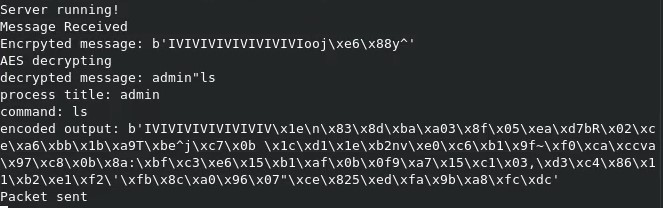 Server running!
Message Received
Encrpyted message: b'IVIVIVIVIVIVIVIVIooj\xe6\x88y^'
AES decrypting
decrypted message: admin"ls
process title: admin
command: ls
encoded output: b'IVIVIVIVIVIVIVIV\x1e\n\x83\x8d\xba\xa03\x8f\x05\xea\xd7bR\x02\xc
e\xa6\xbb\x1b\xa9T\xbe^j\xc7\x0b \x1c\xd1\x1e\xb2nv\xe0\xc6\xb1\x9f~\xf0\xca\xccva
\x97\xc8\x0b\x8a:\xbf\xc3\xe6\x15\xb1\xaf\x0b\x0f9\xa7\x15\xc1\x03,\xd3\xc4\x86\x1
1\xb2\xe1\xf2\'\xfb\x8c\xa0\x96\x07"\xce\x825\xed\xfa\x9b\xa8\xfc\xdc'
Packet sent